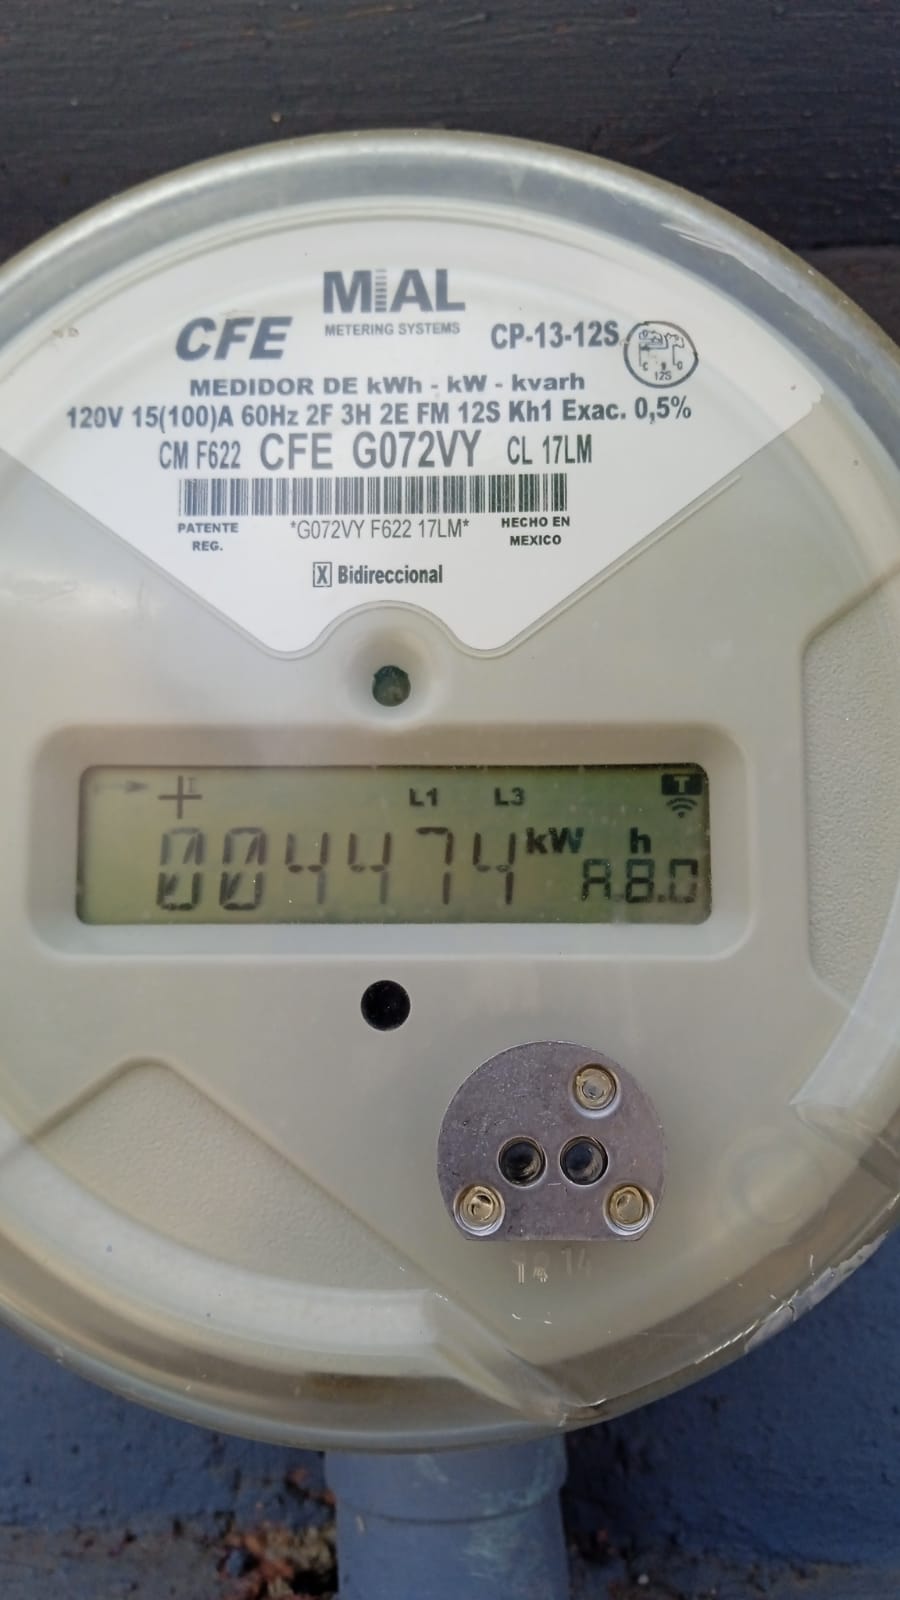 MIAL
METERING SYSTEMS
CFE
CP-13-12S
12S
MEDIDOR DE kWh - kW - kvarh
120V 15(100)A 60Hz 2F 3H 2E FM 12S Kh1 Exac. 0,5%
CM F622 CFE G072VY CL 17LM
PATENTE REG.
*G072VY F622 17LM*
HECHO EN MEXICO
X Bidireccional
L1 L3 T
004474 kW h
A.B.0
14